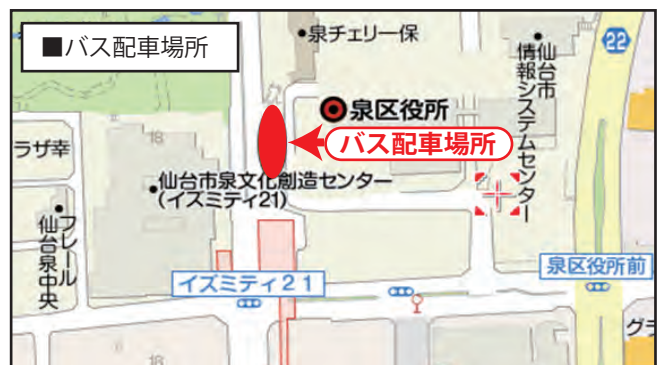 ■バス配車場所
泉チェリー保
22
仙台市
情報システムセンター
泉区役所
バス配車場所
ラザ幸
18
仙台市泉文化創造センター
(イズミティ21)
フレール
仙台泉中央
イズミティ21
泉区役所前
グラ
18